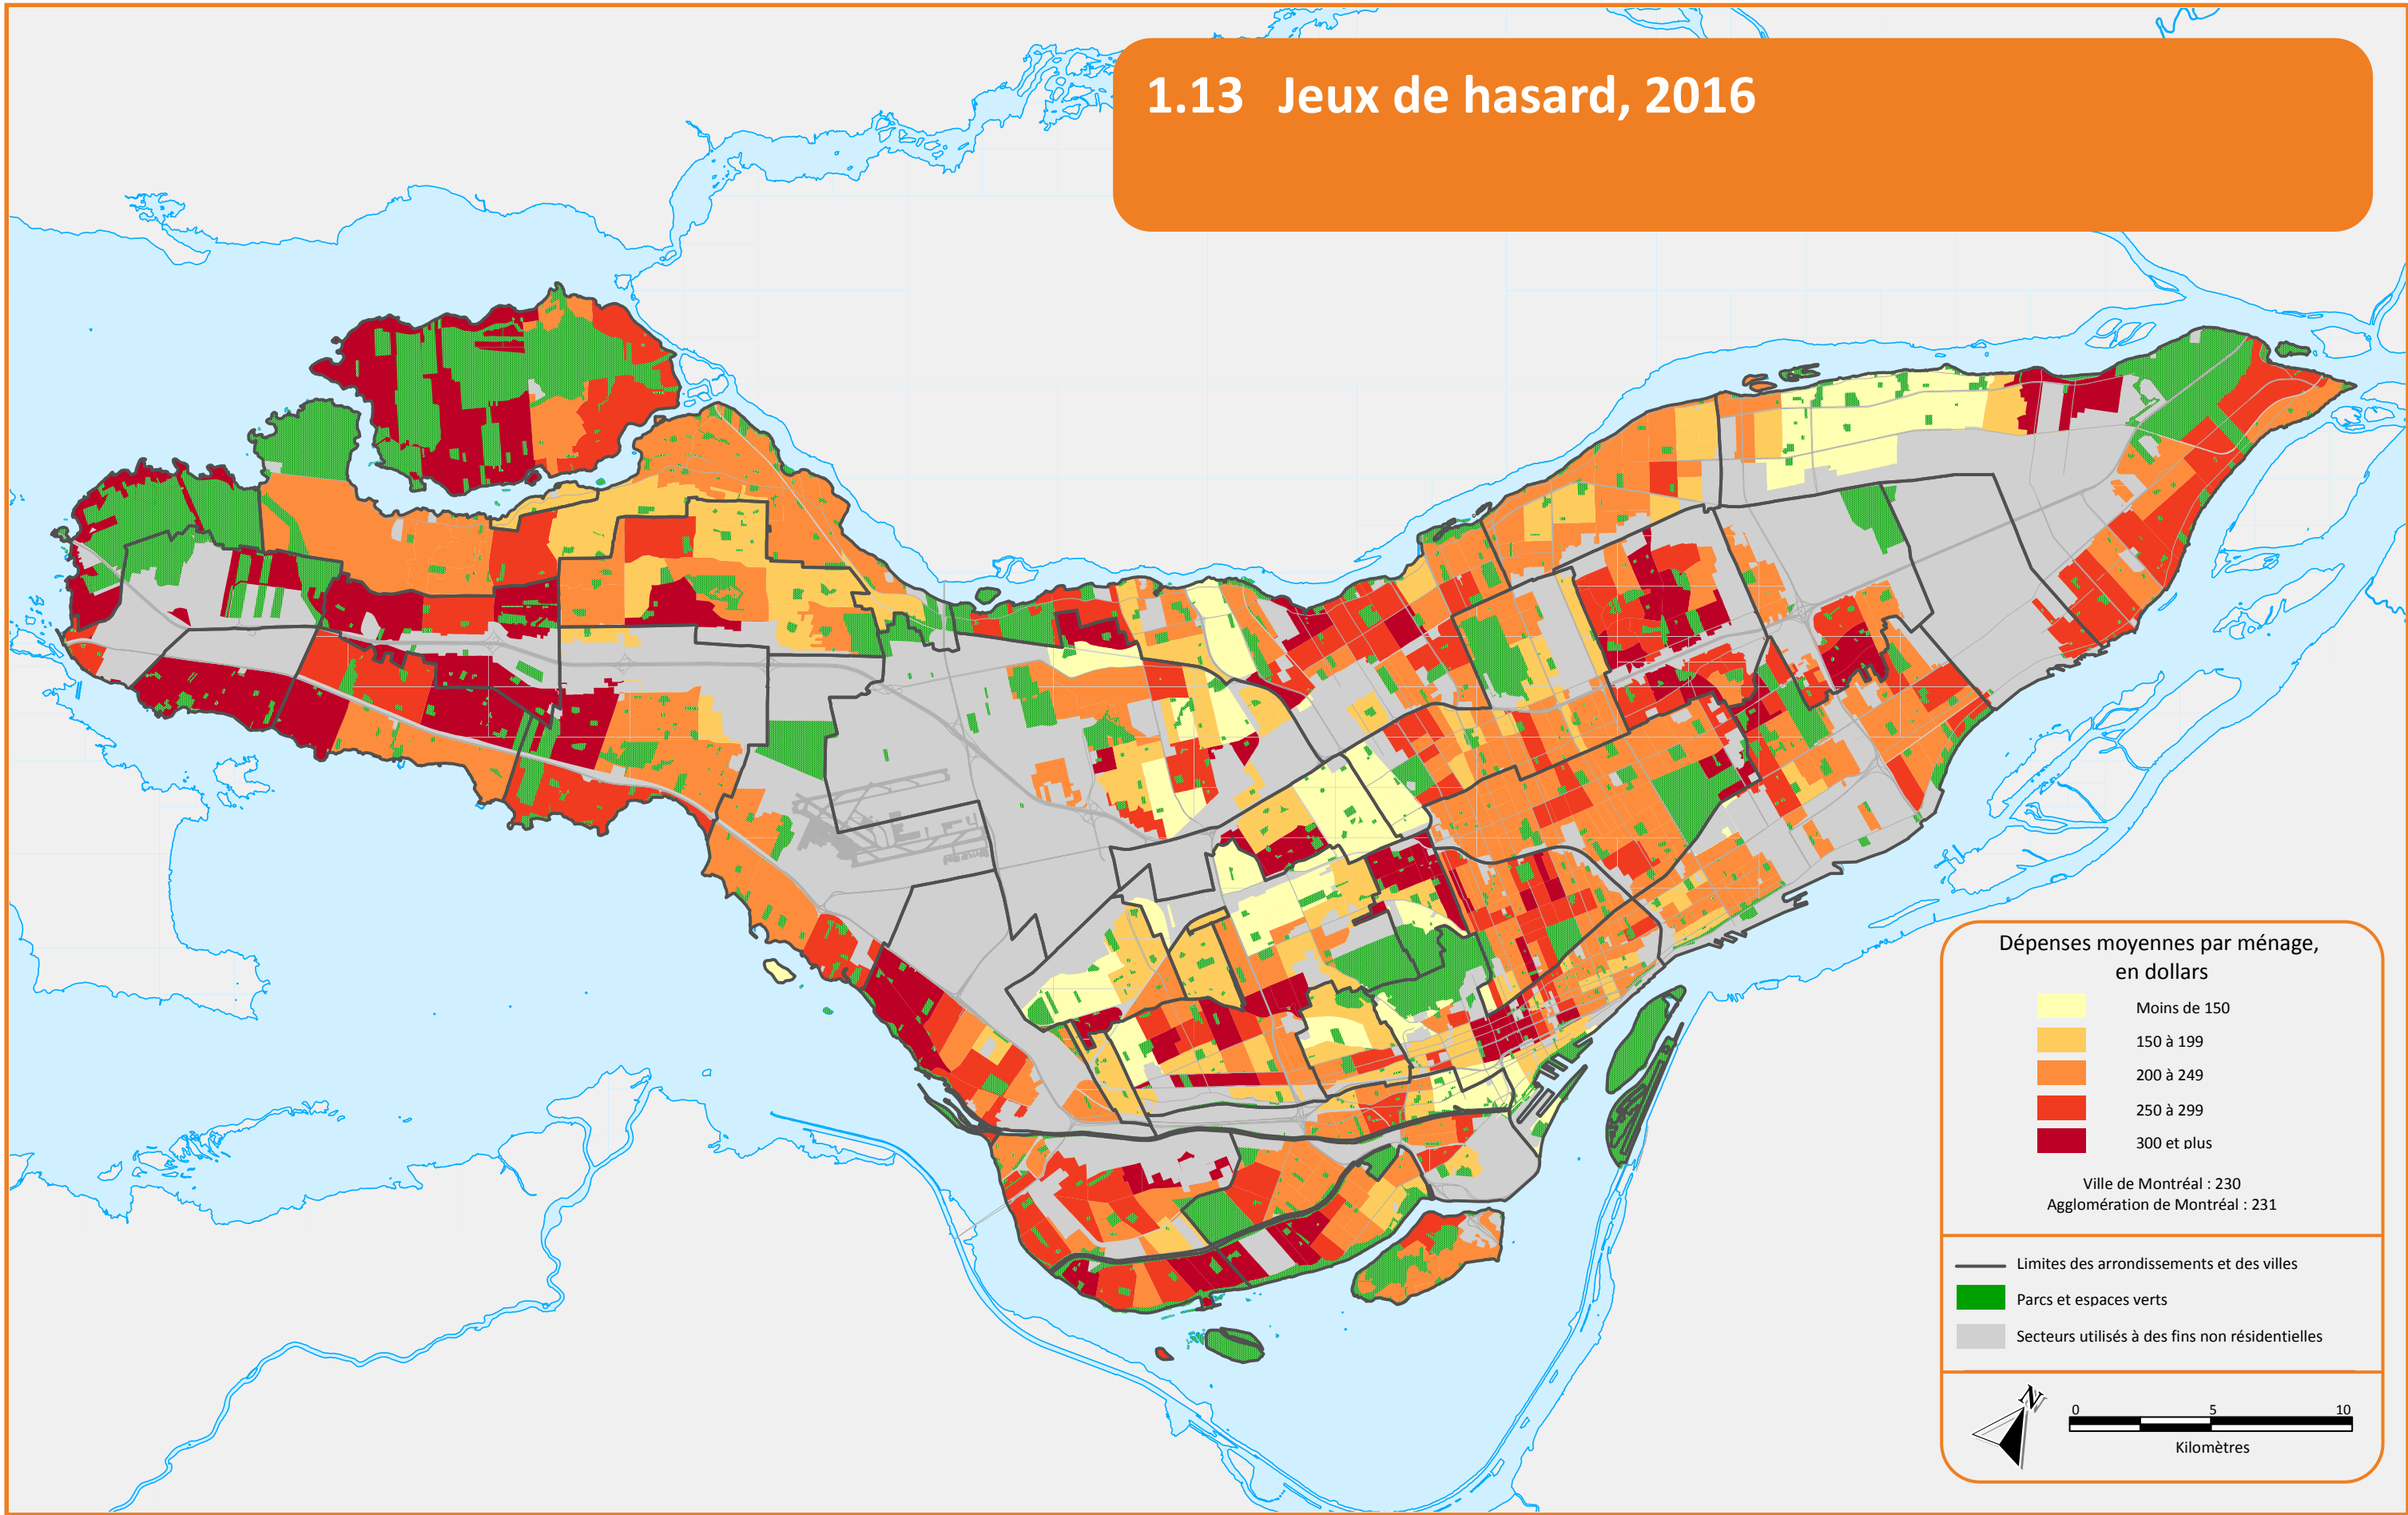 1.13 Jeux de hasard, 2016
Dépenses moyennes par ménage,
en dollars
Moins de 150
150 à 199
200 à 249
250 à 299
300 et plus
Ville de Montréal : 230
Agglomération de Montréal : 231
Limites des arrondissements et des villes
Parcs et espaces verts
Secteurs utilisés à des fins non résidentielles
N
0 5 10
Kilomètres